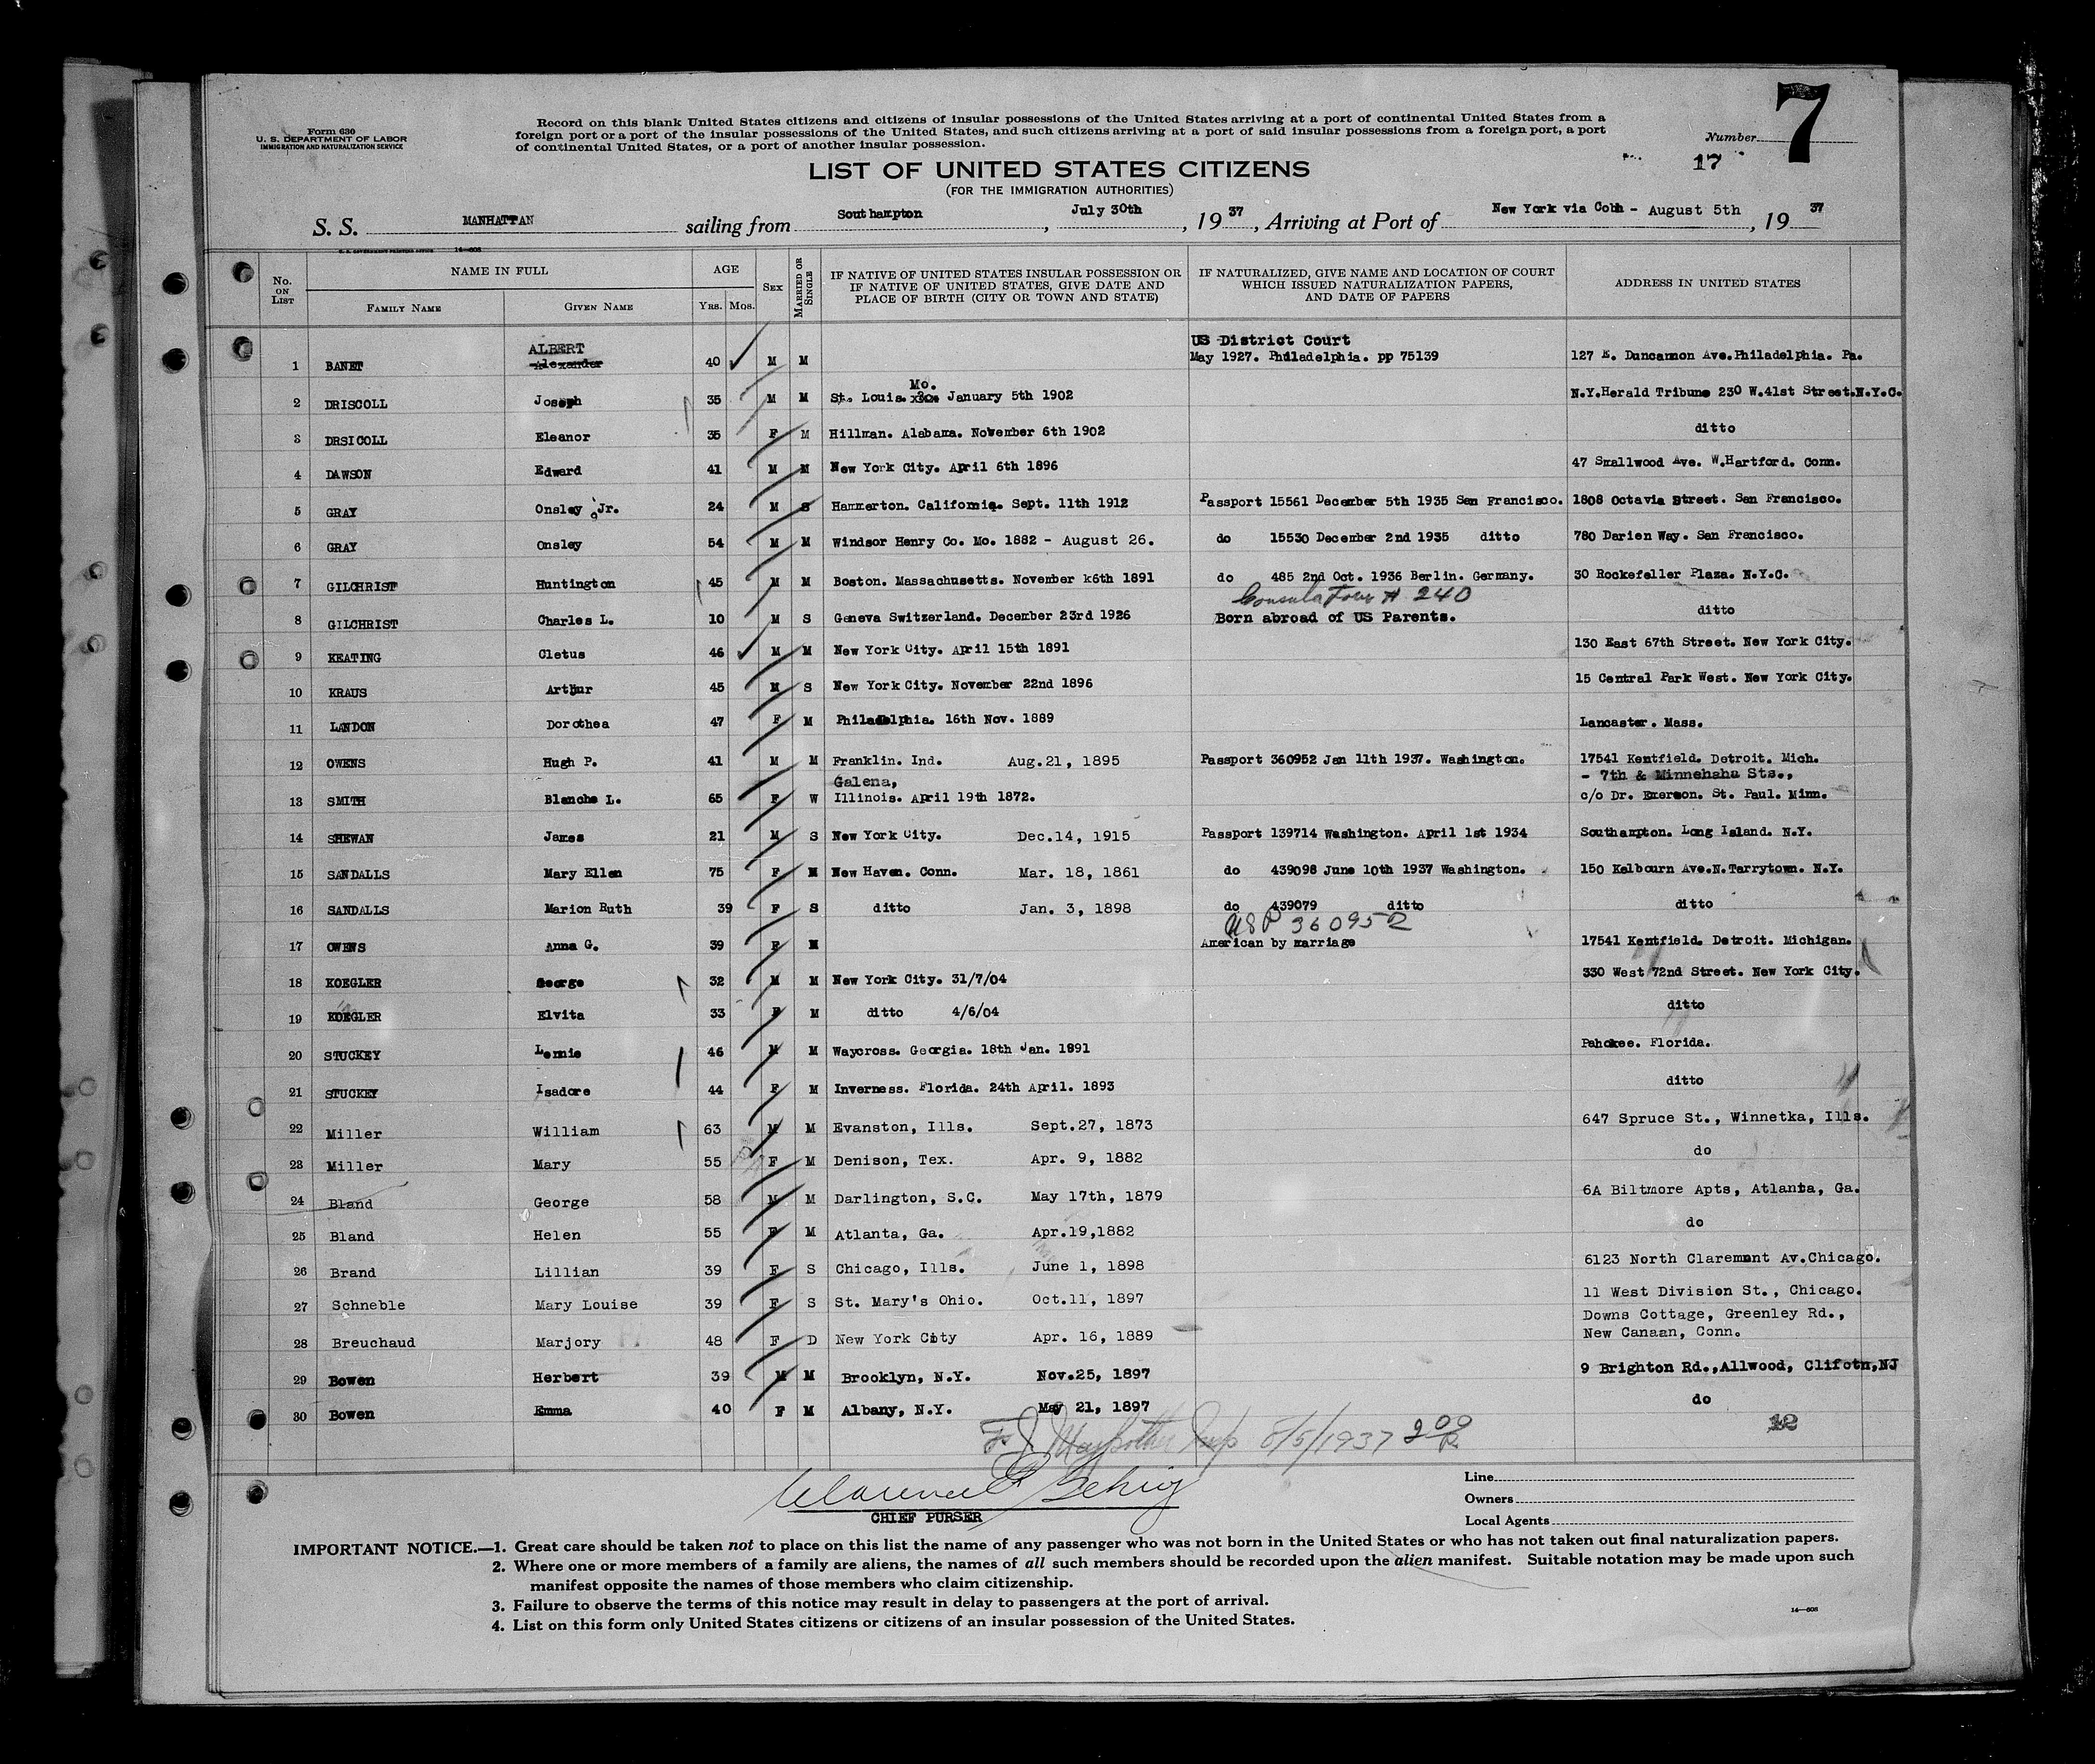 Form 630
U. S. DEPARTMENT OF LABOR
IMMIGRATION AND NATURALIZATION SERVICE
Record on this blank United States citizens and citizens of insular possessions of the United States arriving at a port of continental United States from a
foreign port or a port of the insular possessions of the United States, and such citizens arriving at a port of said insular possessions from a foreign port, a port
of continental United States, or a port of another insular possession.
Number 7
17
LIST OF UNITED STATES CITIZENS
(FOR THE IMMIGRATION AUTHORITIES)
S. S. MANHATTAN sailing from Southampton, July 30th, 1937, Arriving at Port of New York via Cobh - August 5th, 1937
U. S. GOVERNMENT PRINTING OFFICE 14—608
No. ON LIST NAME IN FULL FAMILY NAME GIVEN NAME AGE YRS. MOS. SEX MARRIED OR SINGLE IF NATIVE OF UNITED STATES INSULAR POSSESSION OR IF NATIVE OF UNITED STATES, GIVE DATE AND PLACE OF BIRTH (CITY OR TOWN AND STATE) IF NATURALIZED, GIVE NAME AND LOCATION OF COURT WHICH ISSUED NATURALIZATION PAPERS, AND DATE OF PAPERS ADDRESS IN UNITED STATES
ALBERT US District Court
1 BANET Alexander 40 M M May 1927. Philadelphia. pp 75139 127 E. Duncannon Ave.Philadelphia. Pa.
Mo.
2 DRISCOLL Joseph 35 M M St. Louis. January 5th 1902 N.Y.Herald Tribune 230 W.41st Street.N.Y.C.
3 DRSICOLL Eleanor 35 F M Hillman. Alabama. November 6th 1902 ditto
4 DAWSON Edward 41 M M New York City. April 6th 1896 47 Smallwood Ave. W.Hartford. Conn.
5 GRAY Onsley Jr. 24 M S Hammerton. California. Sept. 11th 1912 Passport 15561 December 5th 1935 San Francisco. 1808 Octavia Street. San Francisco.
6 GRAY Onsley 54 M M Windsor Henry Co. Mo. 1882 - August 26. do 15530 December 2nd 1935 ditto 780 Darien Way. San Francisco.
7 GILCHRIST Huntington 45 M M Boston. Massachusetts. November k6th 1891 do 485 2nd Oct. 1936 Berlin. Germany. 30 Rockefeller Plaza. N.Y.C.
Consular Form # 240
8 GILCHRIST Charles L. 10 M S Geneva Switzerland. December 23rd 1926 Born abroad of US Parents. ditto
9 KEATING Cletus 46 M M New York City. April 15th 1891 130 East 67th Street. New York City.
10 KRAUS Arthur 45 M S New York City. November 22nd 1896 15 Central Park West. New York City.
11 LANDON Dorothea 47 F M Philadelphia. 16th Nov. 1889 Lancaster. Mass.
12 OWENS Hugh P. 41 M M Franklin. Ind. Aug.21, 1895 Passport 360952 Jan 11th 1937. Washington. 17541 Kentfield. Detroit. Mich.
Galena, - 7th & Minnehaha Sts.,
13 SMITH Blanche L. 65 F W Illinois. April 19th 1872. c/o Dr. Emerson. St. Paul. Minn.
14 SHEWAN James 21 M S New York City. Dec.14, 1915 Passport 139714 Washington. April 1st 1934 Southampton. Long Island. N.Y.
15 SANDALLS Mary Ellen 75 F M New Haven. Conn. Mar. 18, 1861 do 439098 June 10th 1937 Washington. 150 Kelbourn Ave.N.Tarrytown. N.Y.
16 SANDALLS Marion Ruth 39 F S ditto Jan. 3, 1898 do 439079 ditto ditto
USP 360952
17 OWENS Anna G. 39 F M American by marriage 17541 Kentfield. Detroit. Michigan.
18 KOEGLER George 32 M M New York City. 31/7/04 330 West 72nd Street. New York City.
19 KOEGLER Elvita 33 F M ditto 4/6/04 ditto
20 STUCKEY Lernie 46 M M Waycross. Georgia. 18th Jan. 1891 Pahokee. Florida.
21 STUCKEY Isadore 44 F M Inverness. Florida. 24th April. 1893 ditto
22 Miller William 63 M M Evanston, Ills. Sept.27, 1873 647 Spruce St., Winnetka, Ills.
23 Miller Mary 55 F M Denison, Tex. Apr. 9, 1882 do
24 Bland George 58 M M Darlington, S.C. May 17th, 1879 6A Biltmore Apts, Atlanta, Ga.
25 Bland Helen 55 F M Atlanta, Ga. Apr.19,1882 do
26 Brand Lillian 39 F S Chicago, Ills. June 1, 1898 6123 North Claremont Av.Chicago.
27 Schneble Mary Louise 39 F S St. Mary's Ohio. Oct.11, 1897 11 West Division St., Chicago.
Downs Cottage, Greenley Rd.,
28 Breuchaud Marjory 48 F D New York City Apr. 16, 1889 New Canaan, Conn.
29 Bowen Herbert 39 M M Brooklyn, N.Y. Nov.25, 1897 9 Brighton Rd.,Allwood, Clifotn,NJ
30 Bowen Emma 40 F M Albany, N.Y. May 21, 1897 do
8/5/1937 2 00 12
Clarence Gehrig
CHIEF PURSER
Line
Owners
Local Agents
IMPORTANT NOTICE.—1. Great care should be taken not to place on this list the name of any passenger who was not born in the United States or who has not taken out final naturalization papers.
2. Where one or more members of a family are aliens, the names of all such members should be recorded upon the alien manifest. Suitable notation may be made upon such
manifest opposite the names of those members who claim citizenship.
3. Failure to observe the terms of this notice may result in delay to passengers at the port of arrival.
4. List on this form only United States citizens or citizens of an insular possession of the United States.
14—608